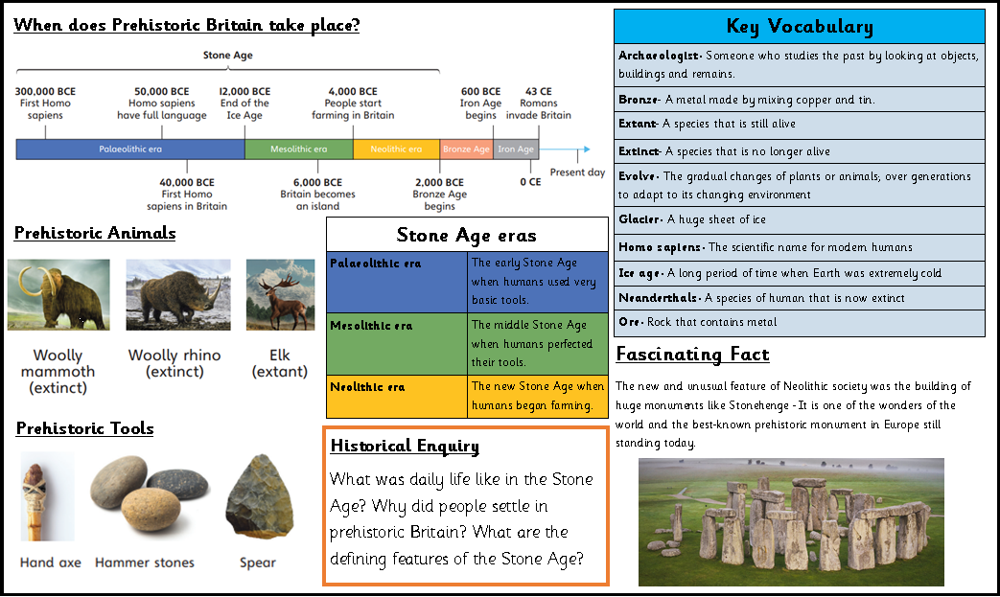 When does Prehistoric Britain take place?
Stone Age
300,000 BCE
First Homo
sapiens
50,000 BCE
Homo sapiens
have full language
12,000 BCE
End of the
Ice Age
4,000 BCE
People start
farming in Britain
600 BCE
Iron Age
begins
43 CE
Romans
invade Britain
Palaeolithic era
Mesolithic era
Neolithic era
Bronze Age
Iron Age
40,000 BCE
First Homo
sapiens in Britain
6,000 BCE
Britain becomes
an island
2,000 BCE
Bronze Age
begins
0 CE
Present day
Prehistoric Animals
Woolly
mammoth
(extinct)
Woolly rhino
(extinct)
Elk
(extant)
Prehistoric Tools
Hand axe
Hammer stones
Spear
Stone Age eras
Palaeolithic era
The early Stone Age
when humans used very
basic tools.
Mesolithic era
The middle Stone Age
when humans perfected
their tools.
Neolithic era
The new Stone Age when
humans began farming.
Historical Enquiry
What was daily life like in the Stone
Age? Why did people settle in
prehistoric Britain? What are the
defining features of the Stone Age?
Key Vocabulary
Archaeologist- Someone who studies the past by looking at objects,
buildings and remains.
Bronze- A metal made by mixing copper and tin.
Extant- A species that is still alive
Extinct- A species that is no longer alive
Evolve- The gradual changes of plants or animals; over generations
to adapt to its changing environment
Glacier- A huge sheet of ice
Homo sapiens- The scientific name for modern humans
Ice age- A long period of time when Earth was extremely cold
Neanderthals- A species of human that is now extinct
Ore- Rock that contains metal
Fascinating Fact
The new and unusual feature of Neolithic society was the building of
huge monuments like Stonehenge - It is one of the wonders of the
world and the best-known prehistoric monument in Europe still
standing today.